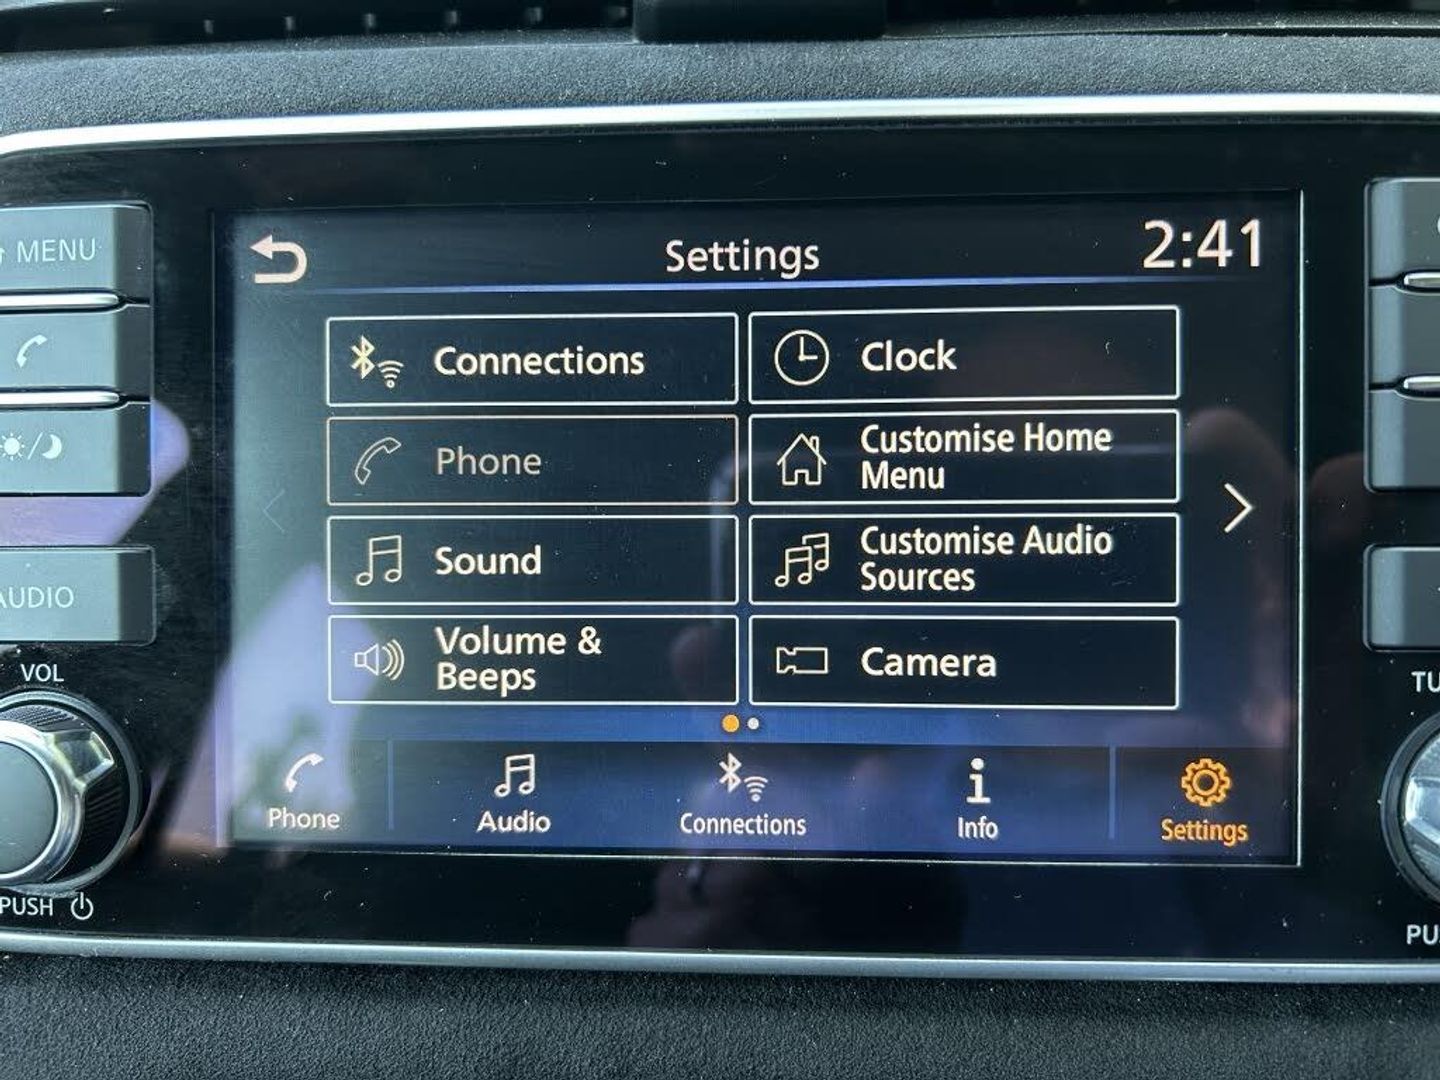 MENU
AUDIO
VOL
PUSH
Settings
2:41
Connections
Clock
Phone
Customise Home
Menu
Sound
Customise Audio
Sources
Volume &
Beeps
Camera
Phone
Audio
Connections
Info
Settings